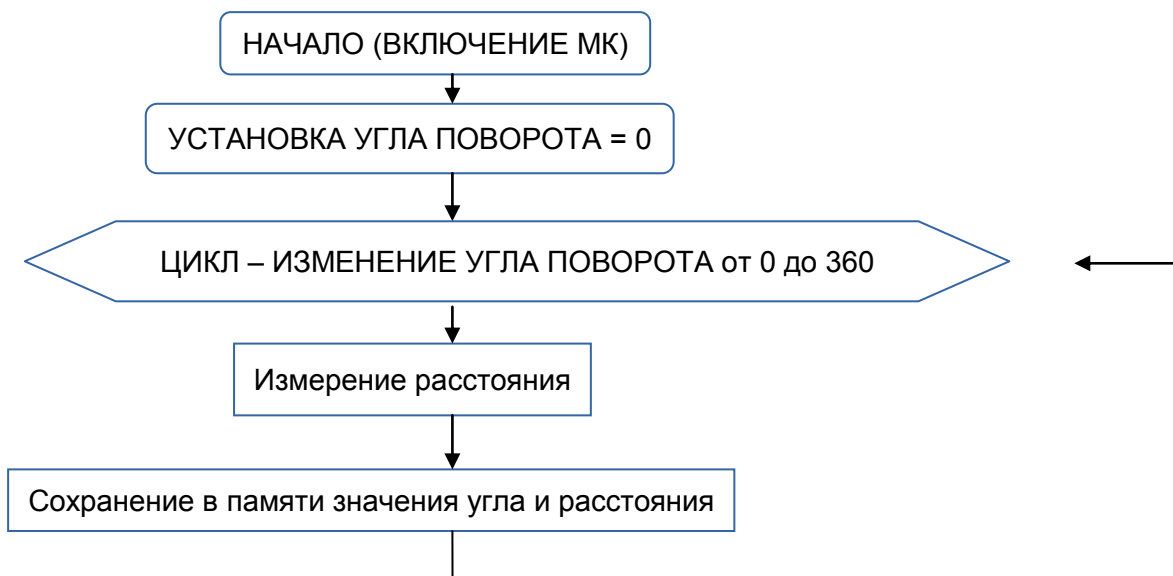 НАЧАЛО (ВКЛЮЧЕНИЕ МК)
УСТАНОВКА УГЛА ПОВОРОТА = 0
ЦИКЛ – ИЗМЕНЕНИЕ УГЛА ПОВОРОТА от 0 до 360
Измерение расстояния
Сохранение в памяти значения угла и расстояния